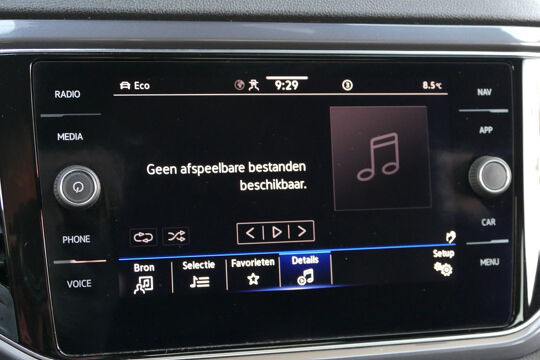 RADIO
MEDIA
PHONE
VOICE
Eco
9:29
8.5°C
Geen afspeelbare bestanden
beschikbaar.
Bron
Selectie
Favorieten
Details
Setup
NAV
APP
CAR
MENU